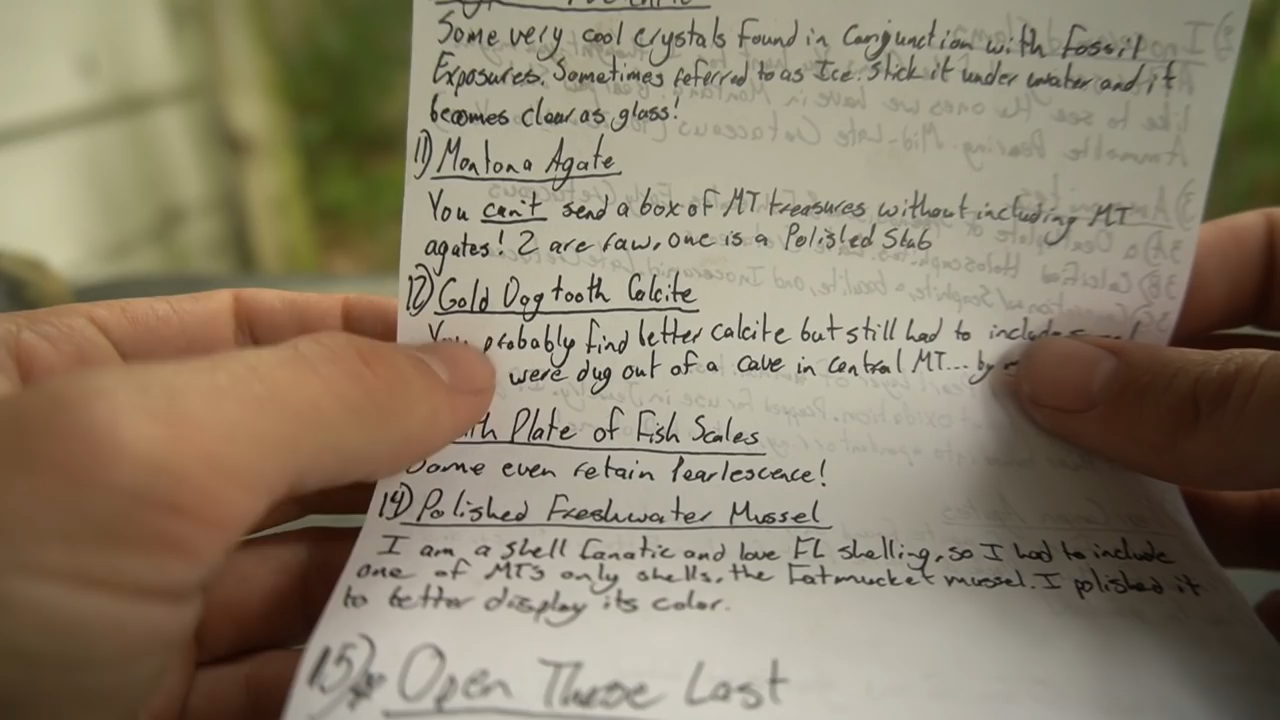 Some very cool crystals found in conjunction with fossil
Exposures. Sometimes referred to as Ice. Stick it under water and it
becomes clear as glass!
11) Montana Agate
You can't send a box of MT treasures without including MT
agates! 2 are raw, one is a Polished Slab
12) Gold Dogtooth Calcite
probably find better calcite but still had to include
were dug out of a cave in central MT... by
Plate of Fish Scales
Some even retain Pearlescence!
14) Polished Freshwater Mussel
I am a shell fanatic and love FL shelling, so I had to include
one of MT's only shells, the Fatmucket mussel. I polished it
to better display its color.
15) Open These Last